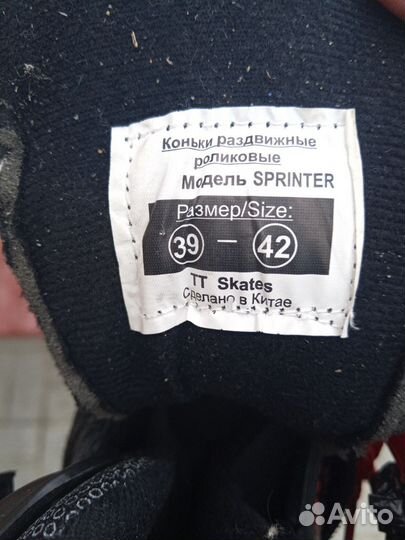 Коньки раздвижные
роликовые
Модель SPRINTER
Размер/Size:
39 – 42
TT Skates
Сделано в Китае
Avito